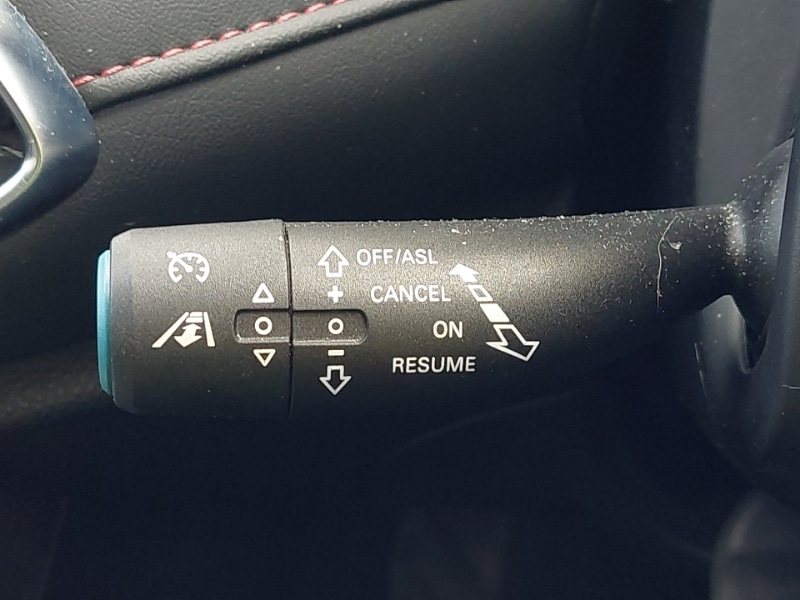 OFF/ASL
+ CANCEL
ON
− RESUME